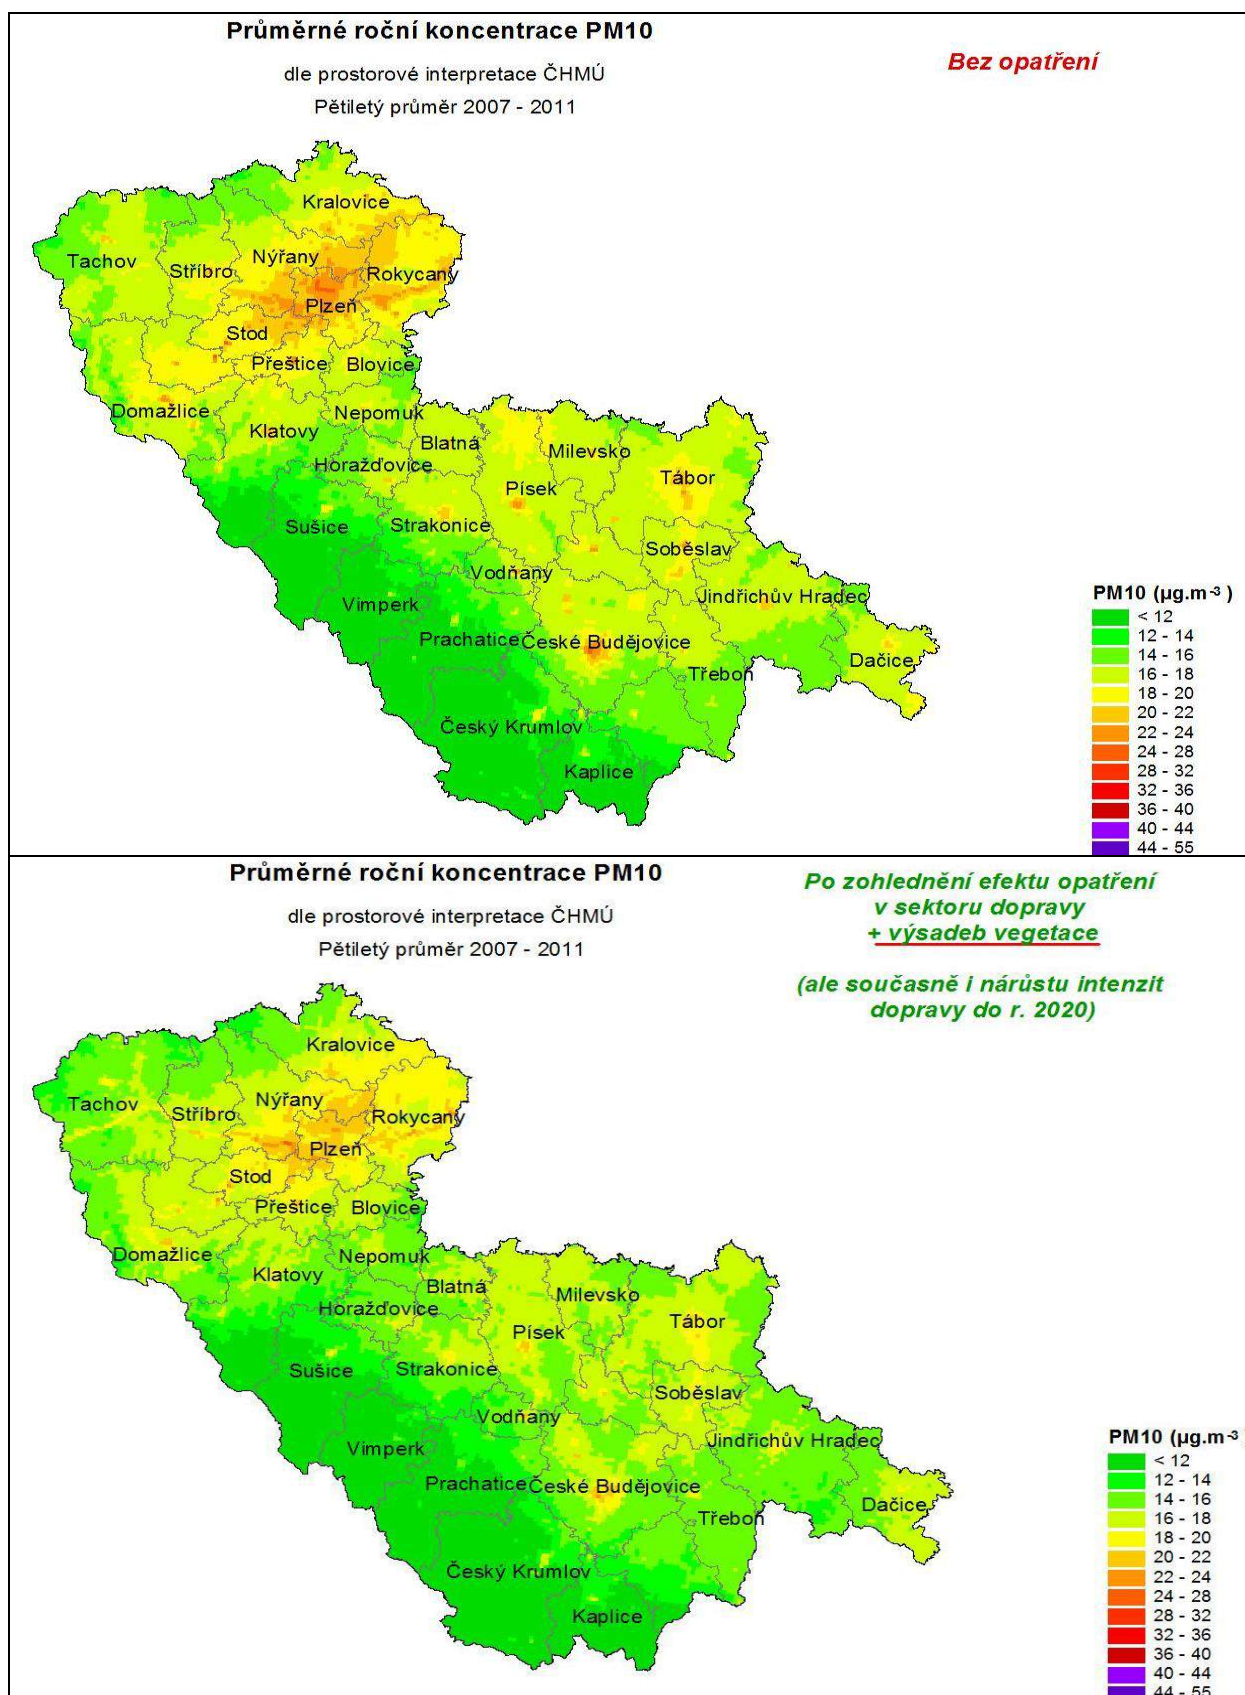 Průměrné roční koncentrace PM10
dle prostorové interpretace ČHMÚ
Pětiletý průměr 2007 - 2011
Bez opatření
Kralovice
Tachov
Stříbro
Nýřany
Rokycany
Plzeň
Stod
Přeštice
Blovice
Domažlice
Nepomuk
Klatovy
Blatná
Milevsko
Horažďovice
Tábor
Písek
Sušice
Strakonice
Soběslav
Vodňany
Vimperk
Jindřichův Hradec
Prachatice
České Budějovice
Dačice
Třeboň
Český Krumlov
Kaplice
PM10 (µg.m-3 )
< 12
12 - 14
14 - 16
16 - 18
18 - 20
20 - 22
22 - 24
24 - 28
28 - 32
32 - 36
36 - 40
40 - 44
44 - 55
Průměrné roční koncentrace PM10
dle prostorové interpretace ČHMÚ
Pětiletý průměr 2007 - 2011
Po zohlednění efektu opatření
v sektoru dopravy
+ výsadeb vegetace
(ale současně i nárůstu intenzit
dopravy do r. 2020)
Kralovice
Tachov
Stříbro
Nýřany
Rokycany
Plzeň
Stod
Přeštice
Blovice
Domažlice
Nepomuk
Klatovy
Blatná
Milevsko
Horažďovice
Tábor
Písek
Sušice
Strakonice
Soběslav
Vodňany
Vimperk
Jindřichův Hradec
Prachatice
České Budějovice
Dačice
Třeboň
Český Krumlov
Kaplice
PM10 (µg.m-3
< 12
12 - 14
14 - 16
16 - 18
18 - 20
20 - 22
22 - 24
24 - 28
28 - 32
32 - 36
36 - 40
40 - 44
44 - 55